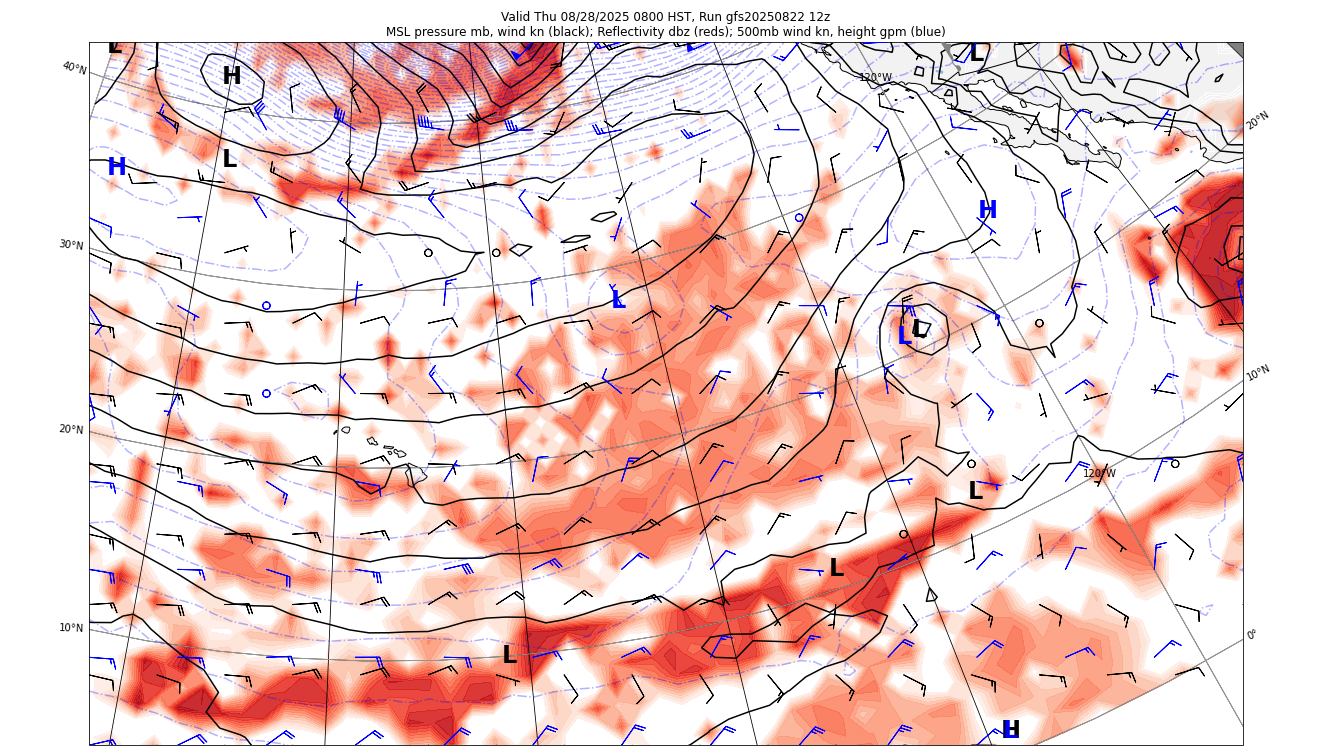 Valid Thu 08/28/2025 0800 HST, Run gfs20250822 12z
MSL pressure mb, wind kn (black); Reflectivity dbz (reds); 500mb wind kn, height gpm (blue)
L
L
40°N
H
120°W
20°N
L
H
H
30°N
L
L
L
10°N
20°N
120°W
L
L
10°N
0°
L
H
H